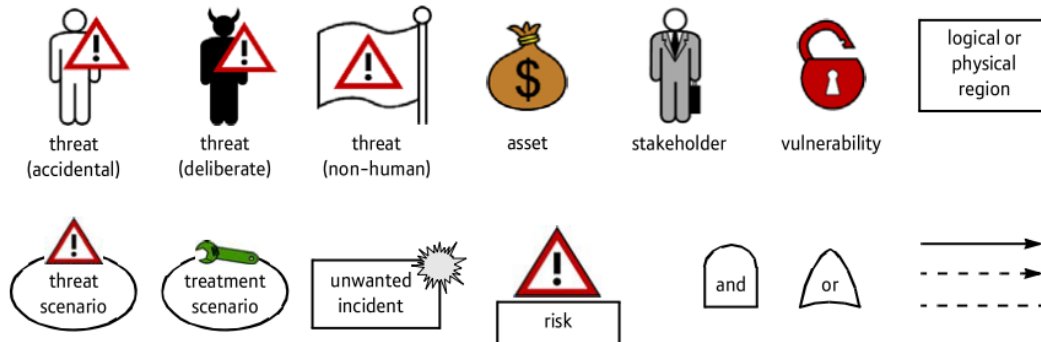 logical or
physical
region
threat
(accidental)
threat
(deliberate)
threat
(non-human)
$
asset
stakeholder
vulnerability
!
threat
scenario
treatment
scenario
unwanted
incident
!
risk
and
or